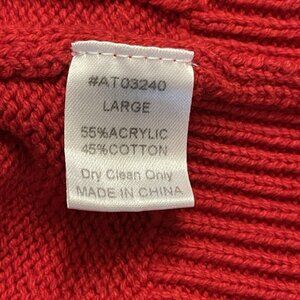 #AT03240
LARGE
55%ACRYLIC
45%COTTON
Dry Clean Only
MADE IN CHINA